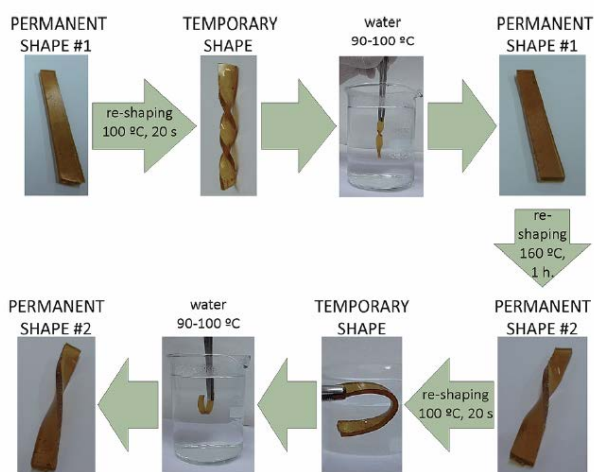 PERMANENT
SHAPE #1
re-shaping
100 ºC, 20 s
TEMPORARY
SHAPE
water
90-100 ºC
PERMANENT
SHAPE #1
re-
shaping
160 ºC,
1 h.
PERMANENT
SHAPE #2
re-shaping
100 ºC, 20 s
TEMPORARY
SHAPE
water
90-100 ºC
PERMANENT
SHAPE #2